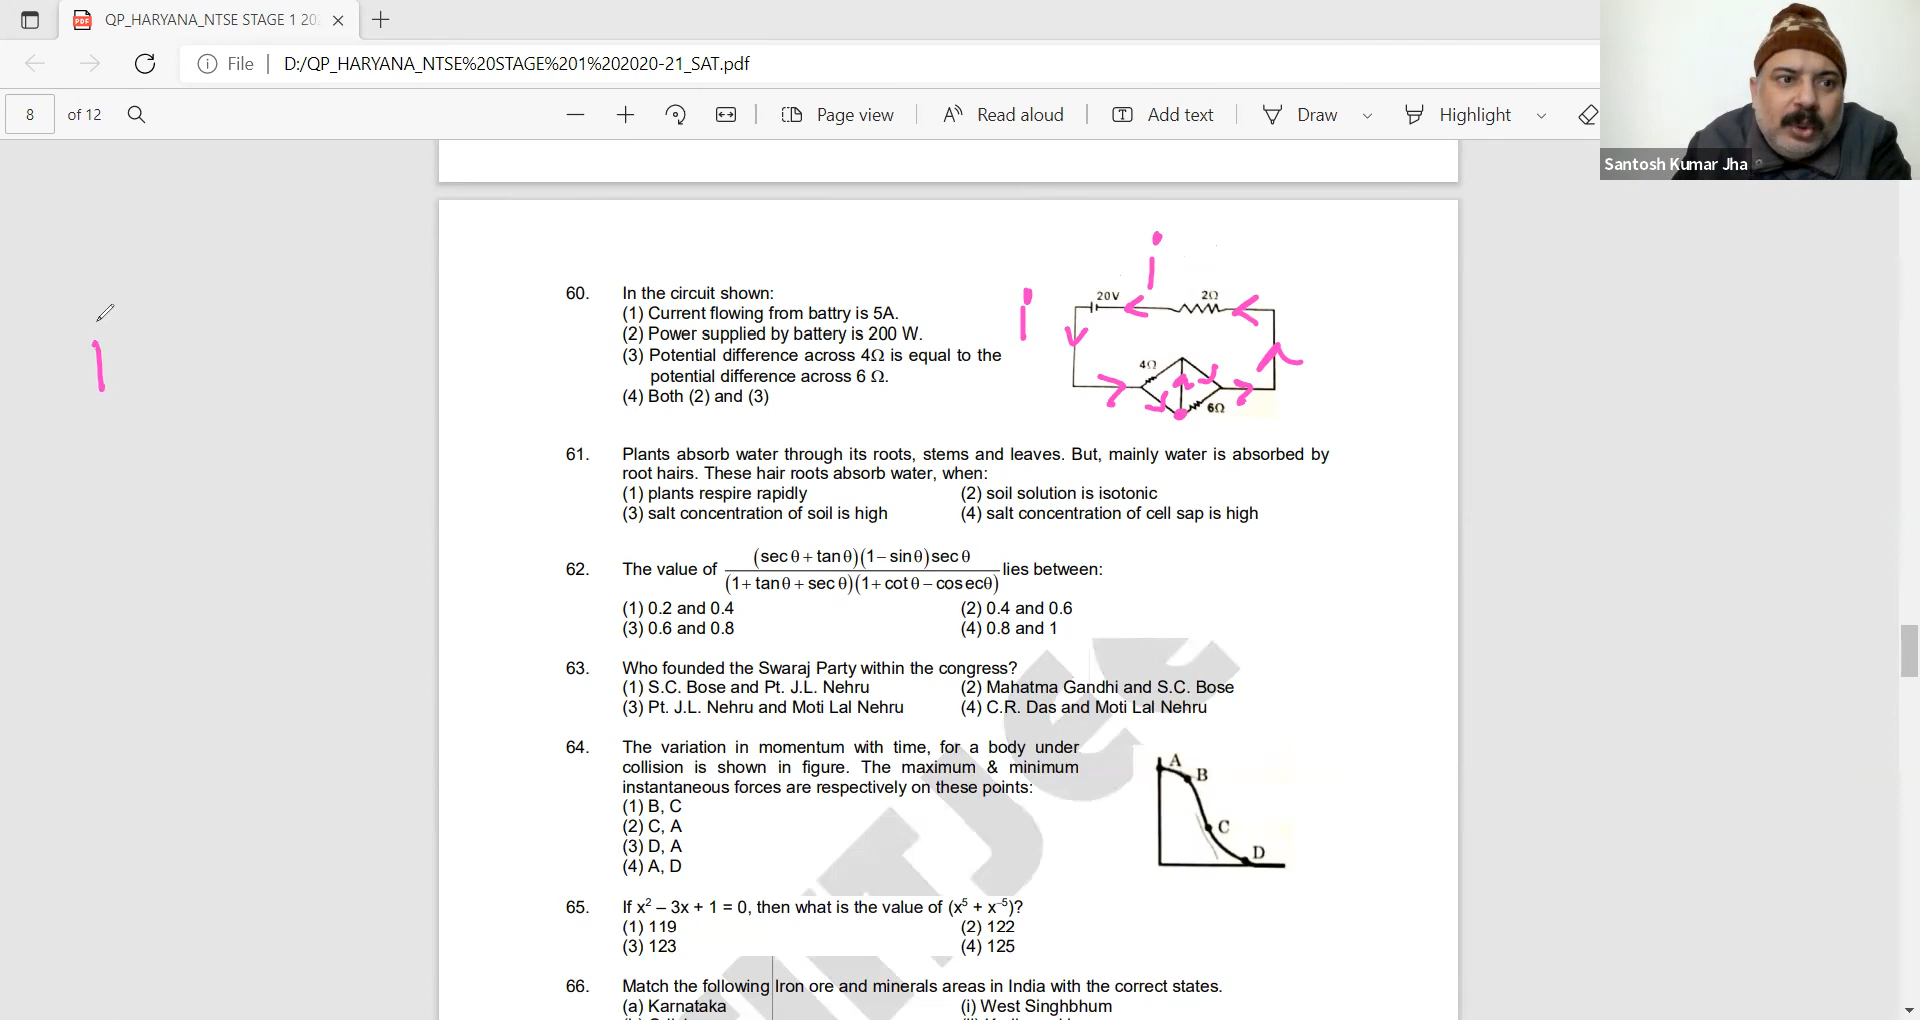 QP_HARYANA_NTSE STAGE 1 20
File D:/QP_HARYANA_NTSE%20STAGE%201%202020-21_SAT.pdf
8 of 12 Page view Read aloud Add text Draw Highlight
Santosh Kumar Jha
60. In the circuit shown:
(1) Current flowing from battry is 5A.
(2) Power supplied by battery is 200 W.
(3) Potential difference across 4Ω is equal to the
potential difference across 6 Ω.
(4) Both (2) and (3)
i
i
20V 2Ω
4Ω
6Ω
61. Plants absorb water through its roots, stems and leaves. But, mainly water is absorbed by
root hairs. These hair roots absorb water, when:
(1) plants respire rapidly (2) soil solution is isotonic
(3) salt concentration of soil is high (4) salt concentration of cell sap is high
62. The value of (sec θ + tan θ)(1 − sin θ) sec θ / (1 + tan θ + sec θ)(1 + cot θ − cos ecθ) lies between:
(1) 0.2 and 0.4 (2) 0.4 and 0.6
(3) 0.6 and 0.8 (4) 0.8 and 1
63. Who founded the Swaraj Party within the congress?
(1) S.C. Bose and Pt. J.L. Nehru (2) Mahatma Gandhi and S.C. Bose
(3) Pt. J.L. Nehru and Moti Lal Nehru (4) C.R. Das and Moti Lal Nehru
64. The variation in momentum with time, for a body under
collision is shown in figure. The maximum & minimum
instantaneous forces are respectively on these points:
(1) B, C
(2) C, A
(3) D, A
(4) A, D
A
B
C
D
65. If x² – 3x + 1 = 0, then what is the value of (x⁵ + x⁻⁵)?
(1) 119 (2) 122
(3) 123 (4) 125
66. Match the following Iron ore and minerals areas in India with the correct states.
(a) Karnataka (i) West Singhbhum